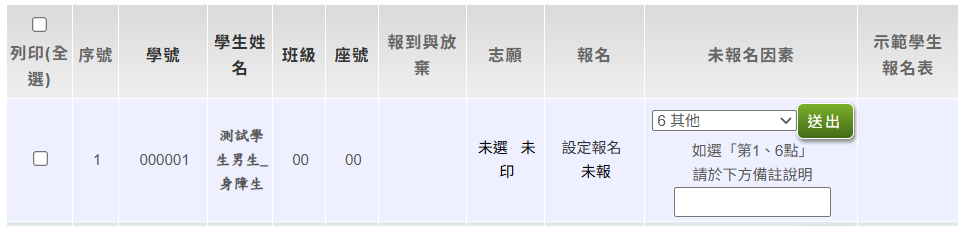 列印(全
選)
序號
學號
學生姓
名
班級
座號
報到與放
棄
志願
報名
未報名因素
示範學生
報名表
1
000001
測試學
生男生_
身障生
00
00
未選 未
印
設定報名
未報
6 其他
送出
如選「第1、6點」
請於下方備註說明